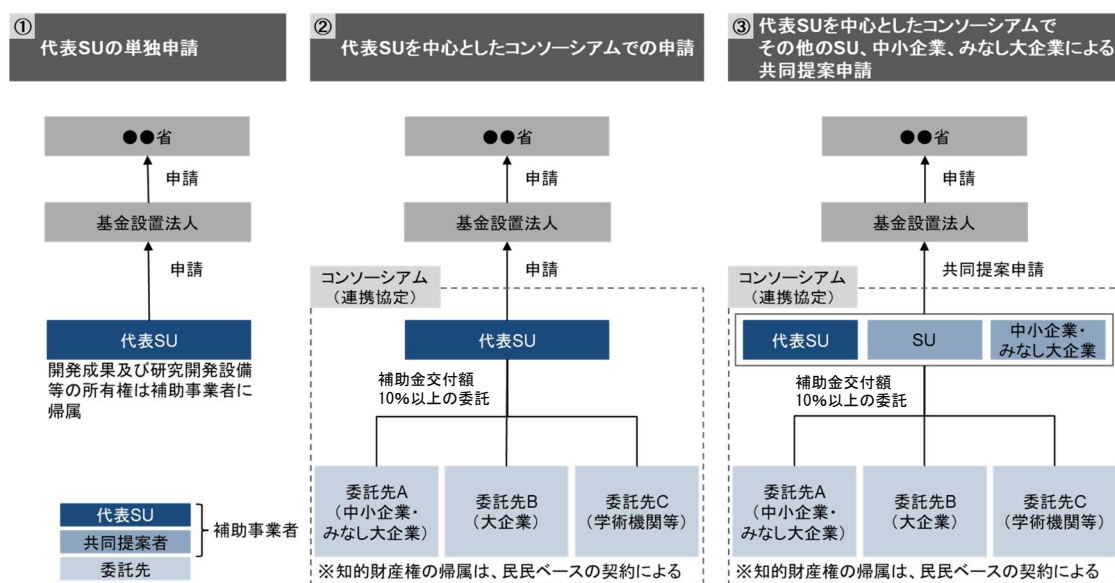 ①
代表SUの単独申請
●●省
申請
基金設置法人
申請
代表SU
開発成果及び研究開発設備
等の所有権は補助事業者に
帰属
代表SU
共同提案者
補助事業者
委託先
②
代表SUを中心としたコンソーシアムでの申請
●●省
申請
基金設置法人
申請
コンソーシアム
（連携協定）
代表SU
補助金交付額
10%以上の委託
委託先A
（中小企業・
みなし大企業）
委託先B
（大企業）
委託先C
（学術機関等）
※知的財産権の帰属は、民民ベースの契約による
③
代表SUを中心としたコンソーシアムで
その他のSU、中小企業、みなし大企業による
共同提案申請
●●省
申請
基金設置法人
共同提案申請
コンソーシアム
（連携協定）
代表SU
SU
中小企業・
みなし大企業
補助金交付額
10%以上の委託
委託先A
（中小企業・
みなし大企業）
委託先B
（大企業）
委託先C
（学術機関等）
※知的財産権の帰属は、民民ベースの契約による